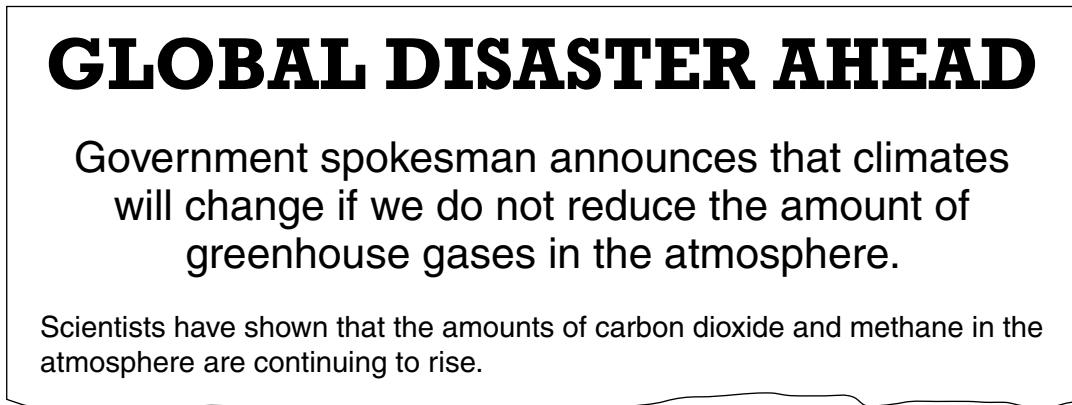 GLOBAL DISASTER AHEAD
Government spokesman announces that climates
will change if we do not reduce the amount of
greenhouse gases in the atmosphere.
Scientists have shown that the amounts of carbon dioxide and methane in the
atmosphere are continuing to rise.